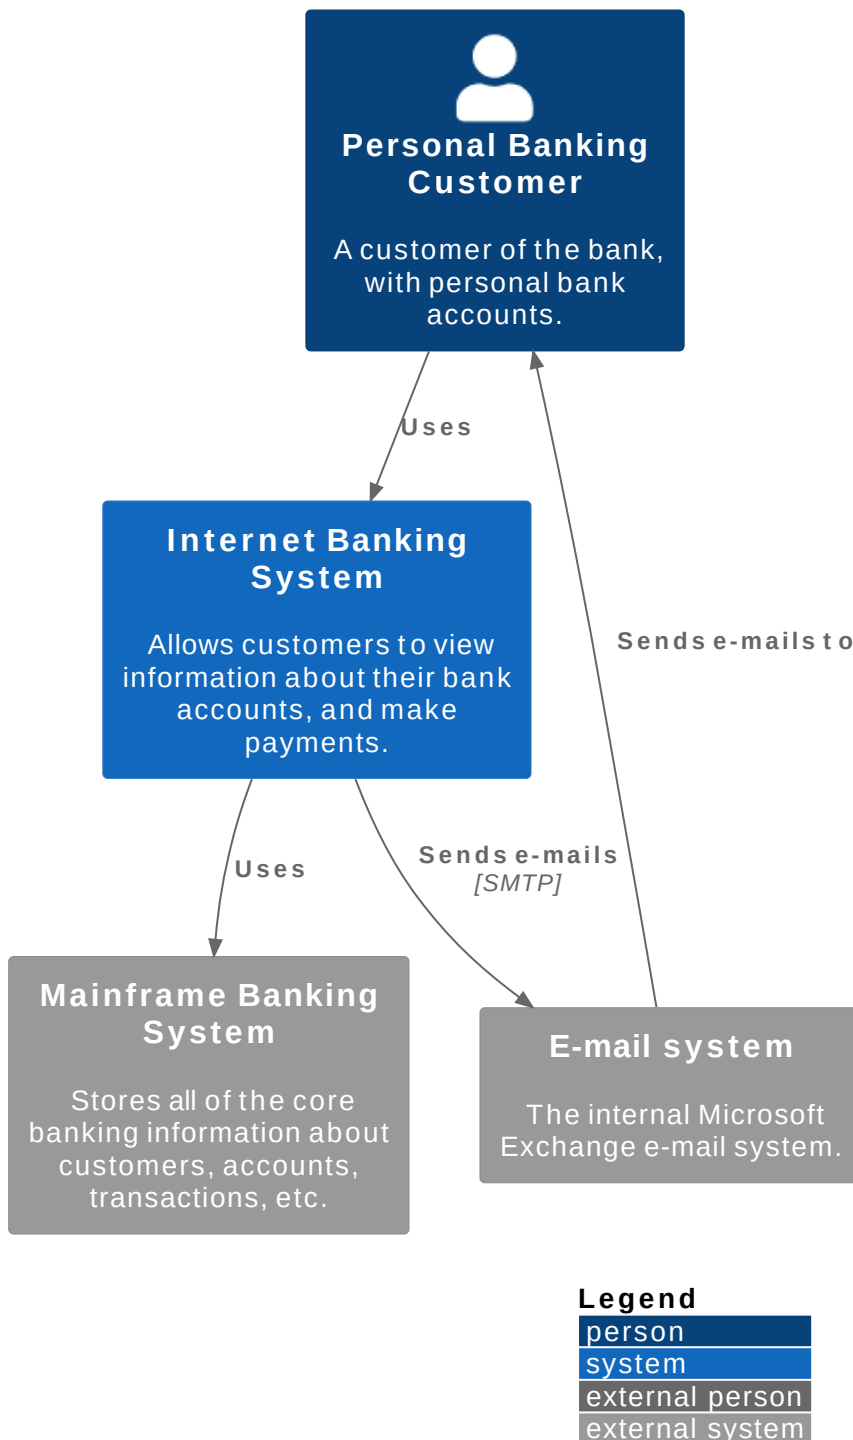 Personal Banking
Customer
A customer of the bank,
with personal bank
accounts.
Uses
Internet Banking
System
Allows customers to view
information about their bank
accounts, and make
payments.
Sends e-mails to
Uses
Sends e-mails
[SMTP]
Mainframe Banking
System
Stores all of the core
banking information about
customers, accounts,
transactions, etc.
E-mail system
The internal Microsoft
Exchange e-mail system.
Legend
person
system
external person
external system